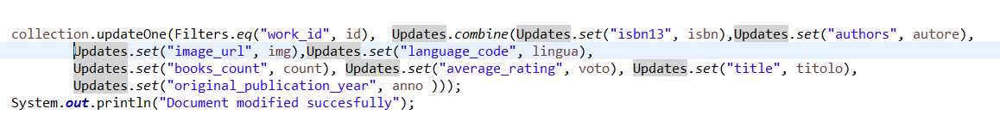 collection.updateOne(Filters.eq("work_id", id),  Updates.combine(Updates.set("isbn13", isbn),Updates.set("authors", autore),
Updates.set("image_url", img),Updates.set("language_code", lingua),
Updates.set("books_count", count), Updates.set("average_rating", voto), Updates.set("title", titolo),
Updates.set("original_publication_year", anno )));
System.out.println("Document modified succesfully");